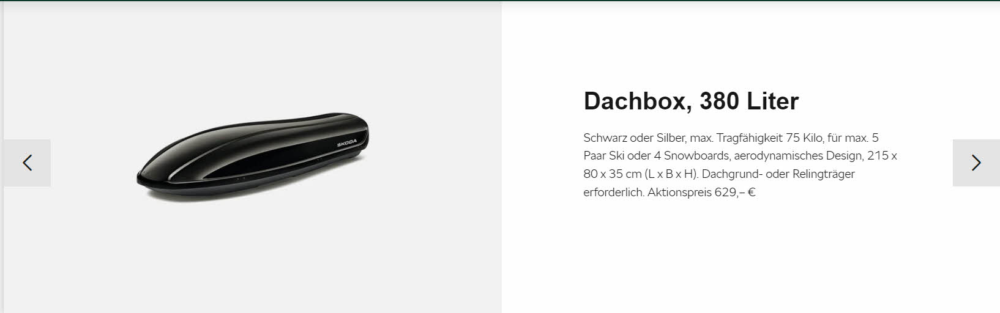 SKODA
Dachbox, 380 Liter
Schwarz oder Silber, max. Tragfähigkeit 75 Kilo, für max. 5
Paar Ski oder 4 Snowboards, aerodynamisches Design, 215 x
80 x 35 cm (L x B x H). Dachgrund- oder Relingträger
erforderlich. Aktionspreis 629,– €